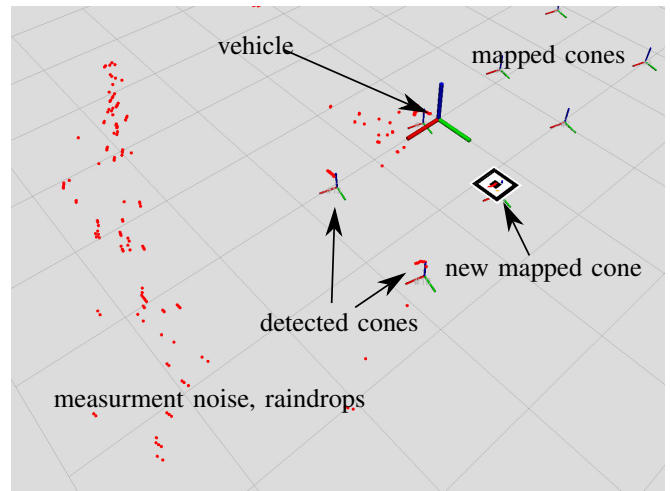 vehicle
mapped cones
new mapped cone
detected cones
measurment noise, raindrops